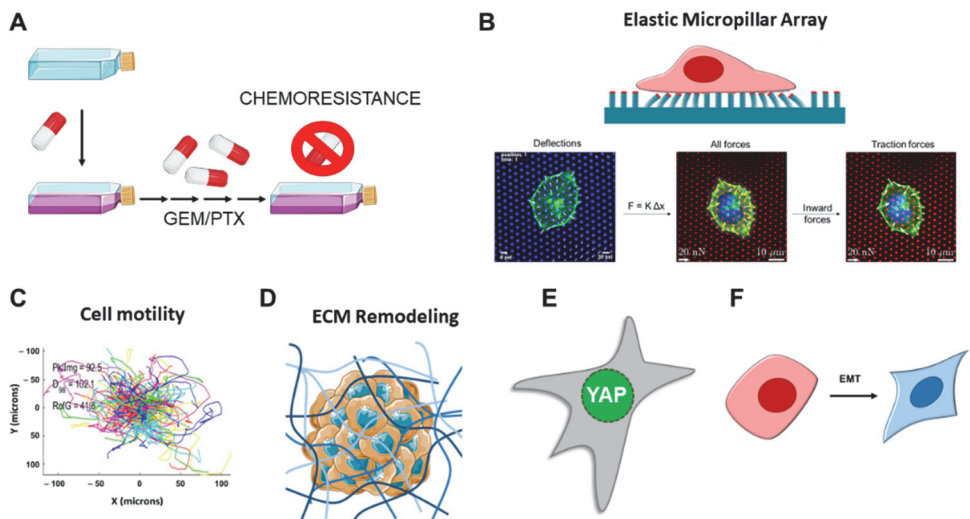 A
CHEMORESISTANCE
GEM/PTX
B
Elastic Micropillar Array
Deflections
All forces
Traction forces
F = K Δx
Inward
forces
20 nN
10 μm
20 nN
10 μm
C
Cell motility
D
ECM Remodeling
E
F
– 100
– 50
0
50
100
Y (microns)
– 100
– 50
0
50
100
X (microns)
YAP
EMT